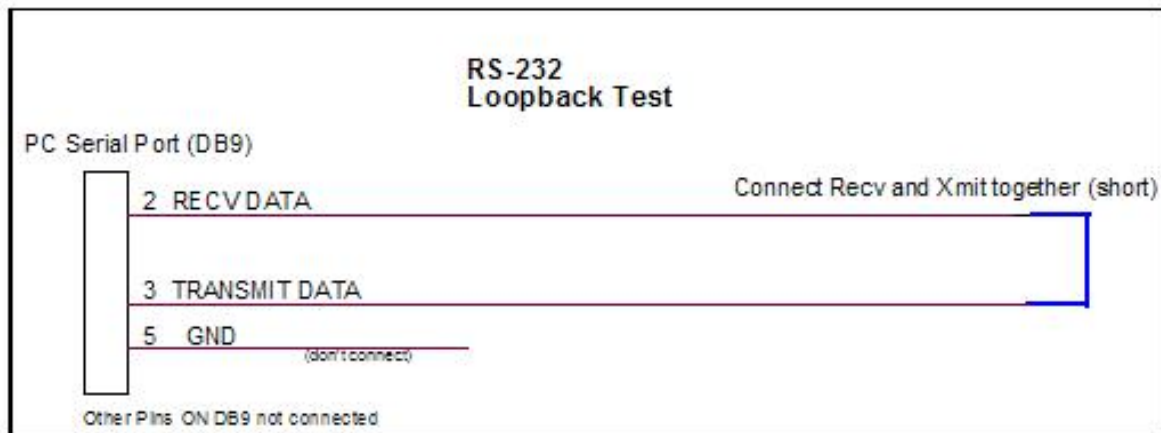 RS-232
Loopback Test
PC Serial Port (DB9)
Connect Recv and Xmit together (short)
2 RECV DATA
3 TRANSMIT DATA
5 GND
(don't connect)
Other Pins ON DB9 not connected